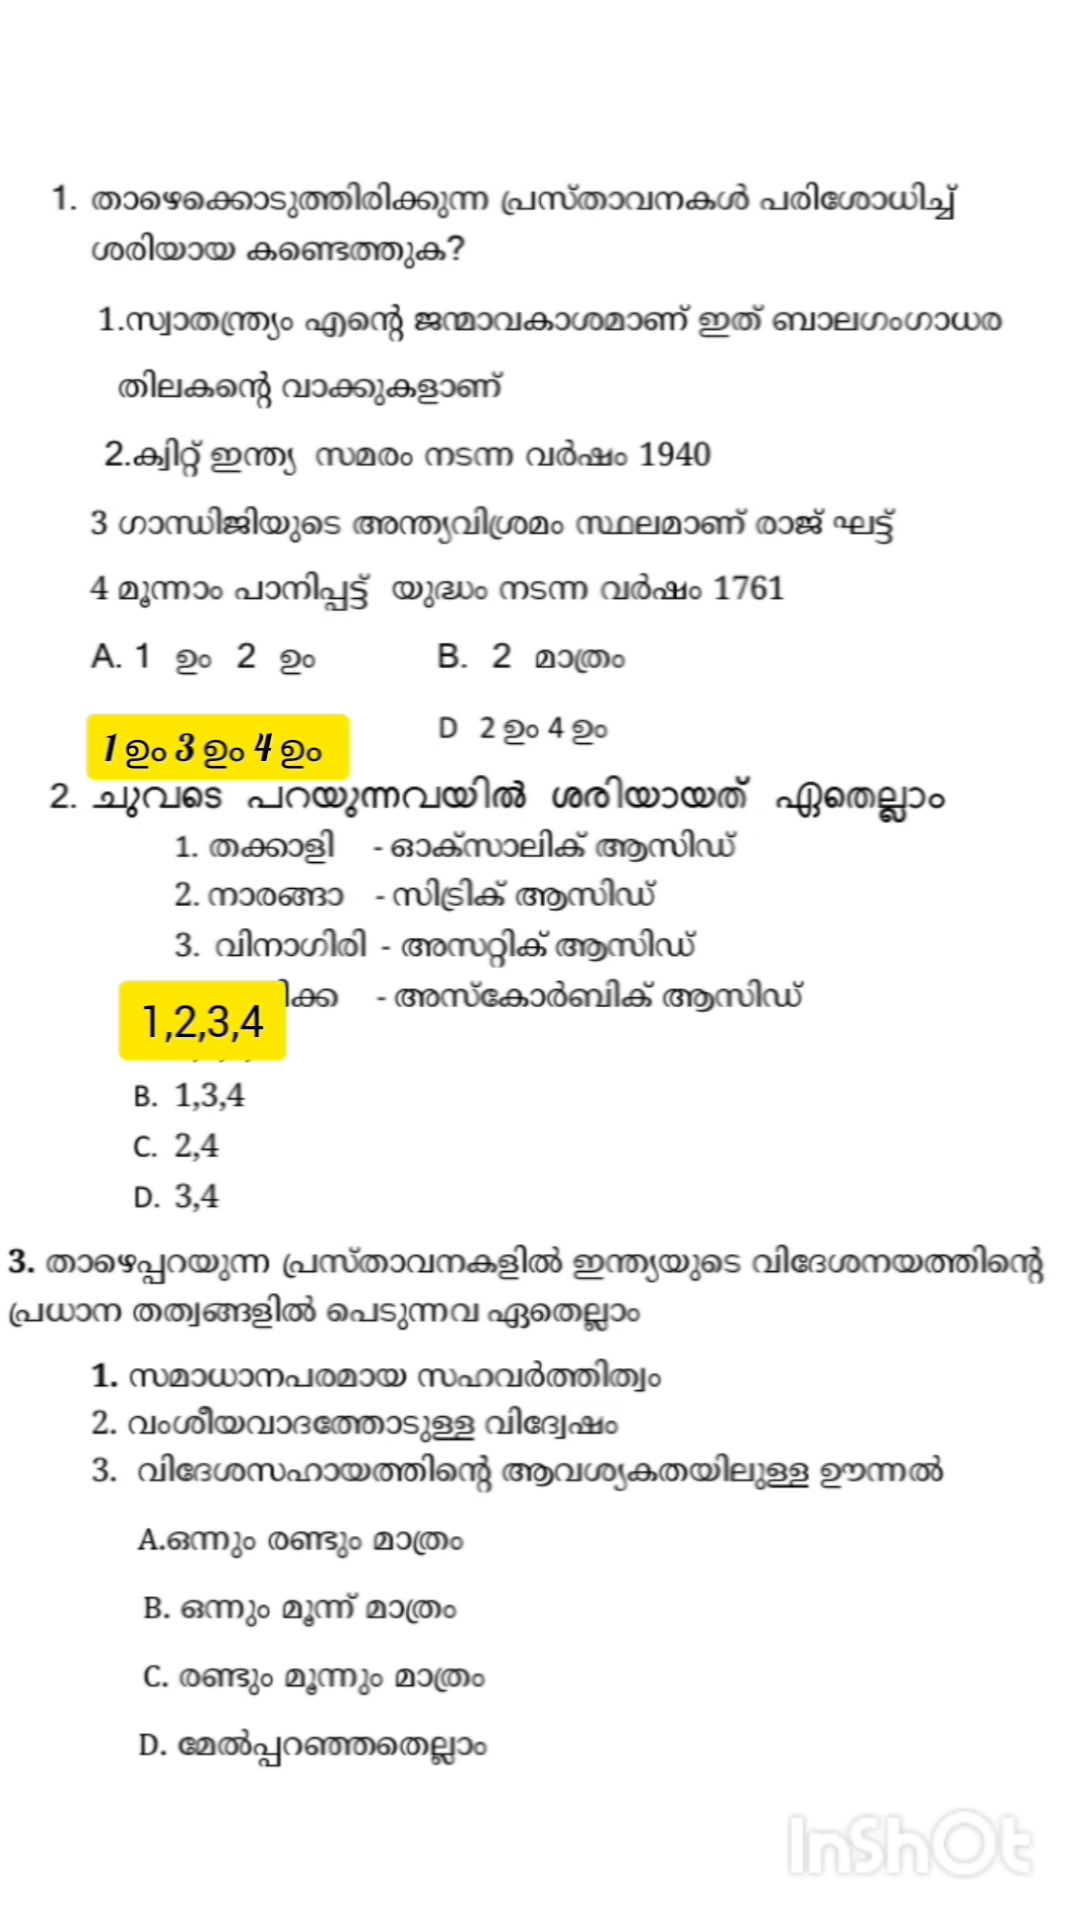 1. താഴെക്കൊടുത്തിരിക്കുന്ന പ്രസ്താവനകൾ പരിശോധിച്ച്
ശരിയായ കണ്ടെത്തുക?
1.സ്വാതന്ത്ര്യം എന്റെ ജന്മാവകാശമാണ് ഇത് ബാലഗംഗാധര
തിലകന്റെ വാക്കുകളാണ്
2.ക്വിറ്റ് ഇന്ത്യ സമരം നടന്ന വർഷം 1940
3 ഗാന്ധിജിയുടെ അന്ത്യവിശ്രമം സ്ഥലമാണ് രാജ് ഘട്ട്
4 മൂന്നാം പാനിപ്പട്ട് യുദ്ധം നടന്ന വർഷം 1761
A. 1 ഉം 2 ഉം B. 2 മാത്രം
1 ഉം 3 ഉം 4 ഉം D 2 ഉം 4 ഉം
2. ചുവടെ പറയുന്നവയിൽ ശരിയായത് ഏതെല്ലാം
1. തക്കാളി - ഓക്സാലിക് ആസിഡ്
2. നാരങ്ങാ - സിട്രിക് ആസിഡ്
3. വിനാഗിരി - അസറ്റിക് ആസിഡ്
ിക്ക - അസ്കോർബിക് ആസിഡ്
1,2,3,4
B. 1,3,4
C. 2,4
D. 3,4
3. താഴെപ്പറയുന്ന പ്രസ്താവനകളിൽ ഇന്ത്യയുടെ വിദേശനയത്തിന്റെ
പ്രധാന തത്വങ്ങളിൽ പെടുന്നവ ഏതെല്ലാം
1. സമാധാനപരമായ സഹവർത്തിത്വം
2. വംശീയവാദത്തോടുള്ള വിദ്വേഷം
3. വിദേശസഹായത്തിന്റെ ആവശ്യകതയിലുള്ള ഊന്നൽ
A.ഒന്നും രണ്ടും മാത്രം
B. ഒന്നും മൂന്ന് മാത്രം
C. രണ്ടും മൂന്നും മാത്രം
D. മേൽപ്പറഞ്ഞതെല്ലാം
InShOt